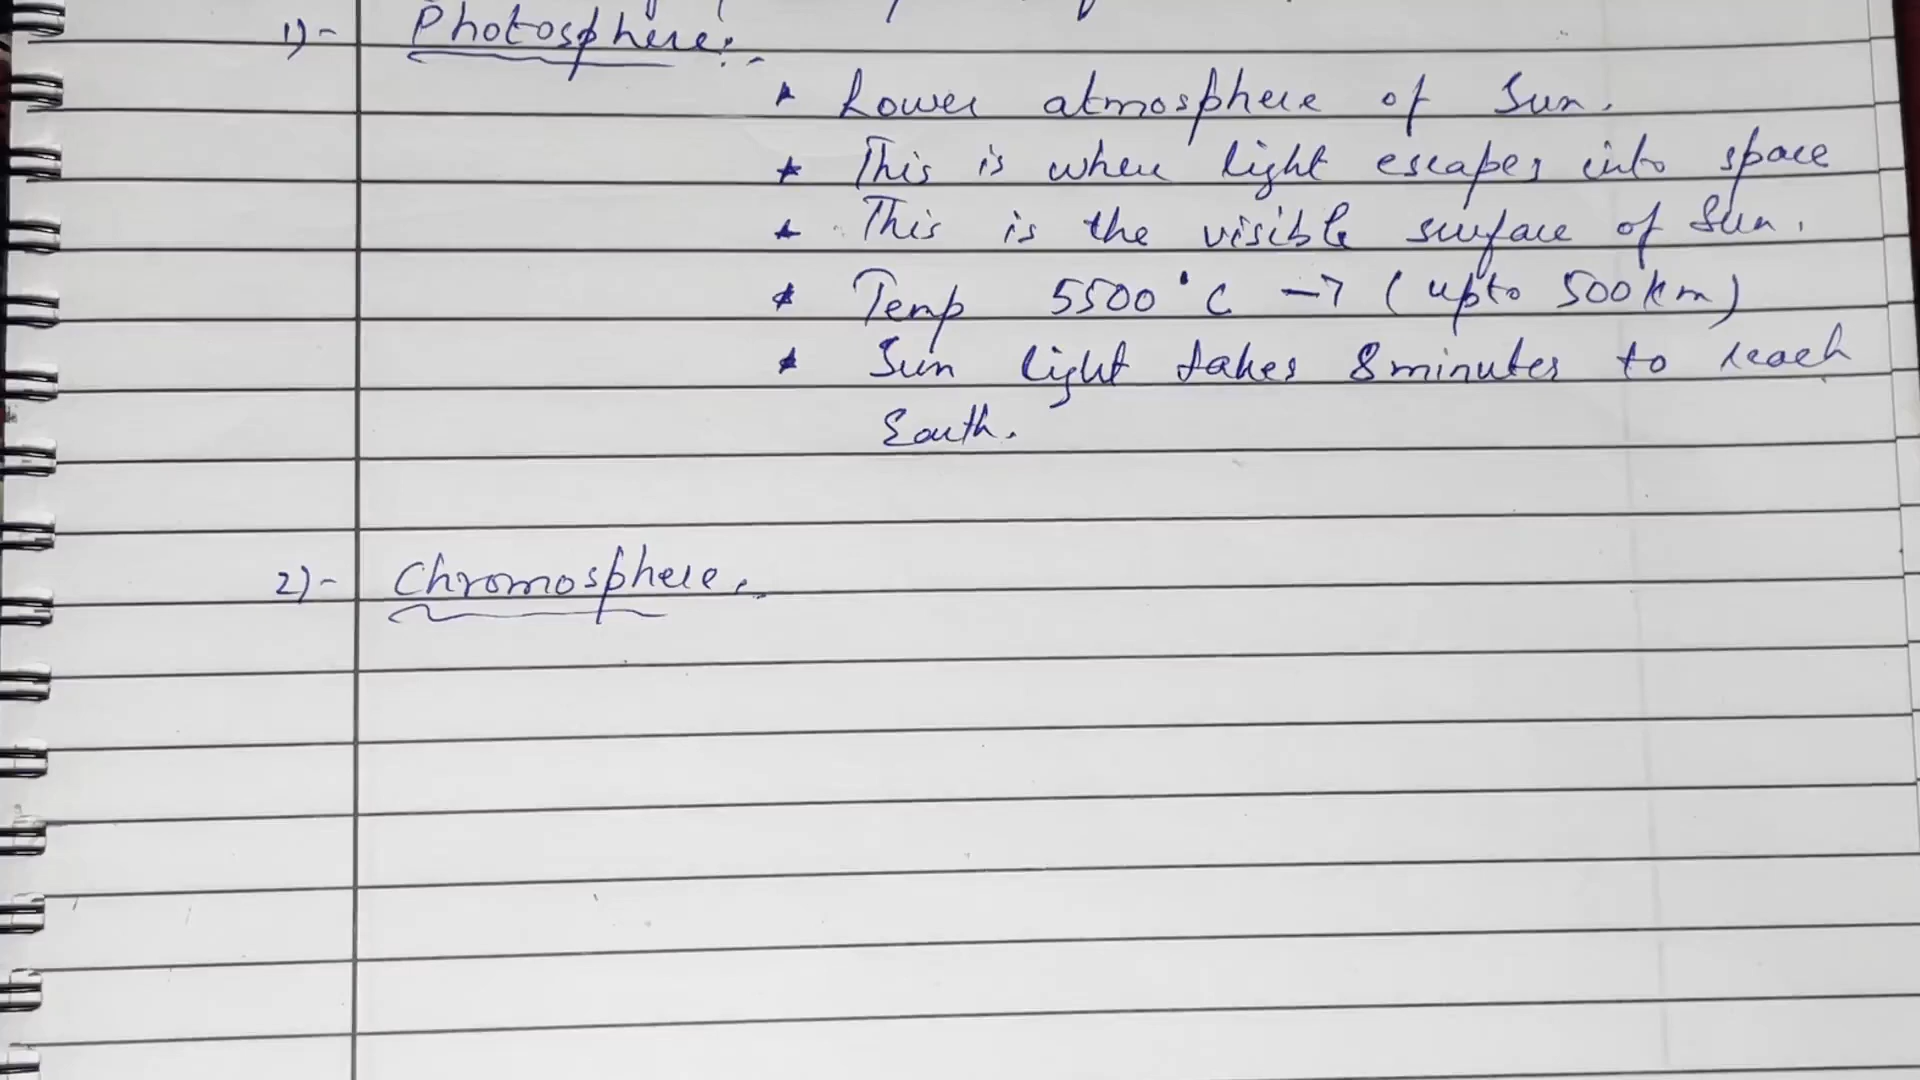 1)- Photosphere:-
* Lower atmosphere of Sun.
* This is where light escapes into space
* This is the visible surface of Sun.
* Temp 5500°C → (upto 500km)
* Sun light takes 8 minutes to reach
Earth.
2)- Chromosphere:-